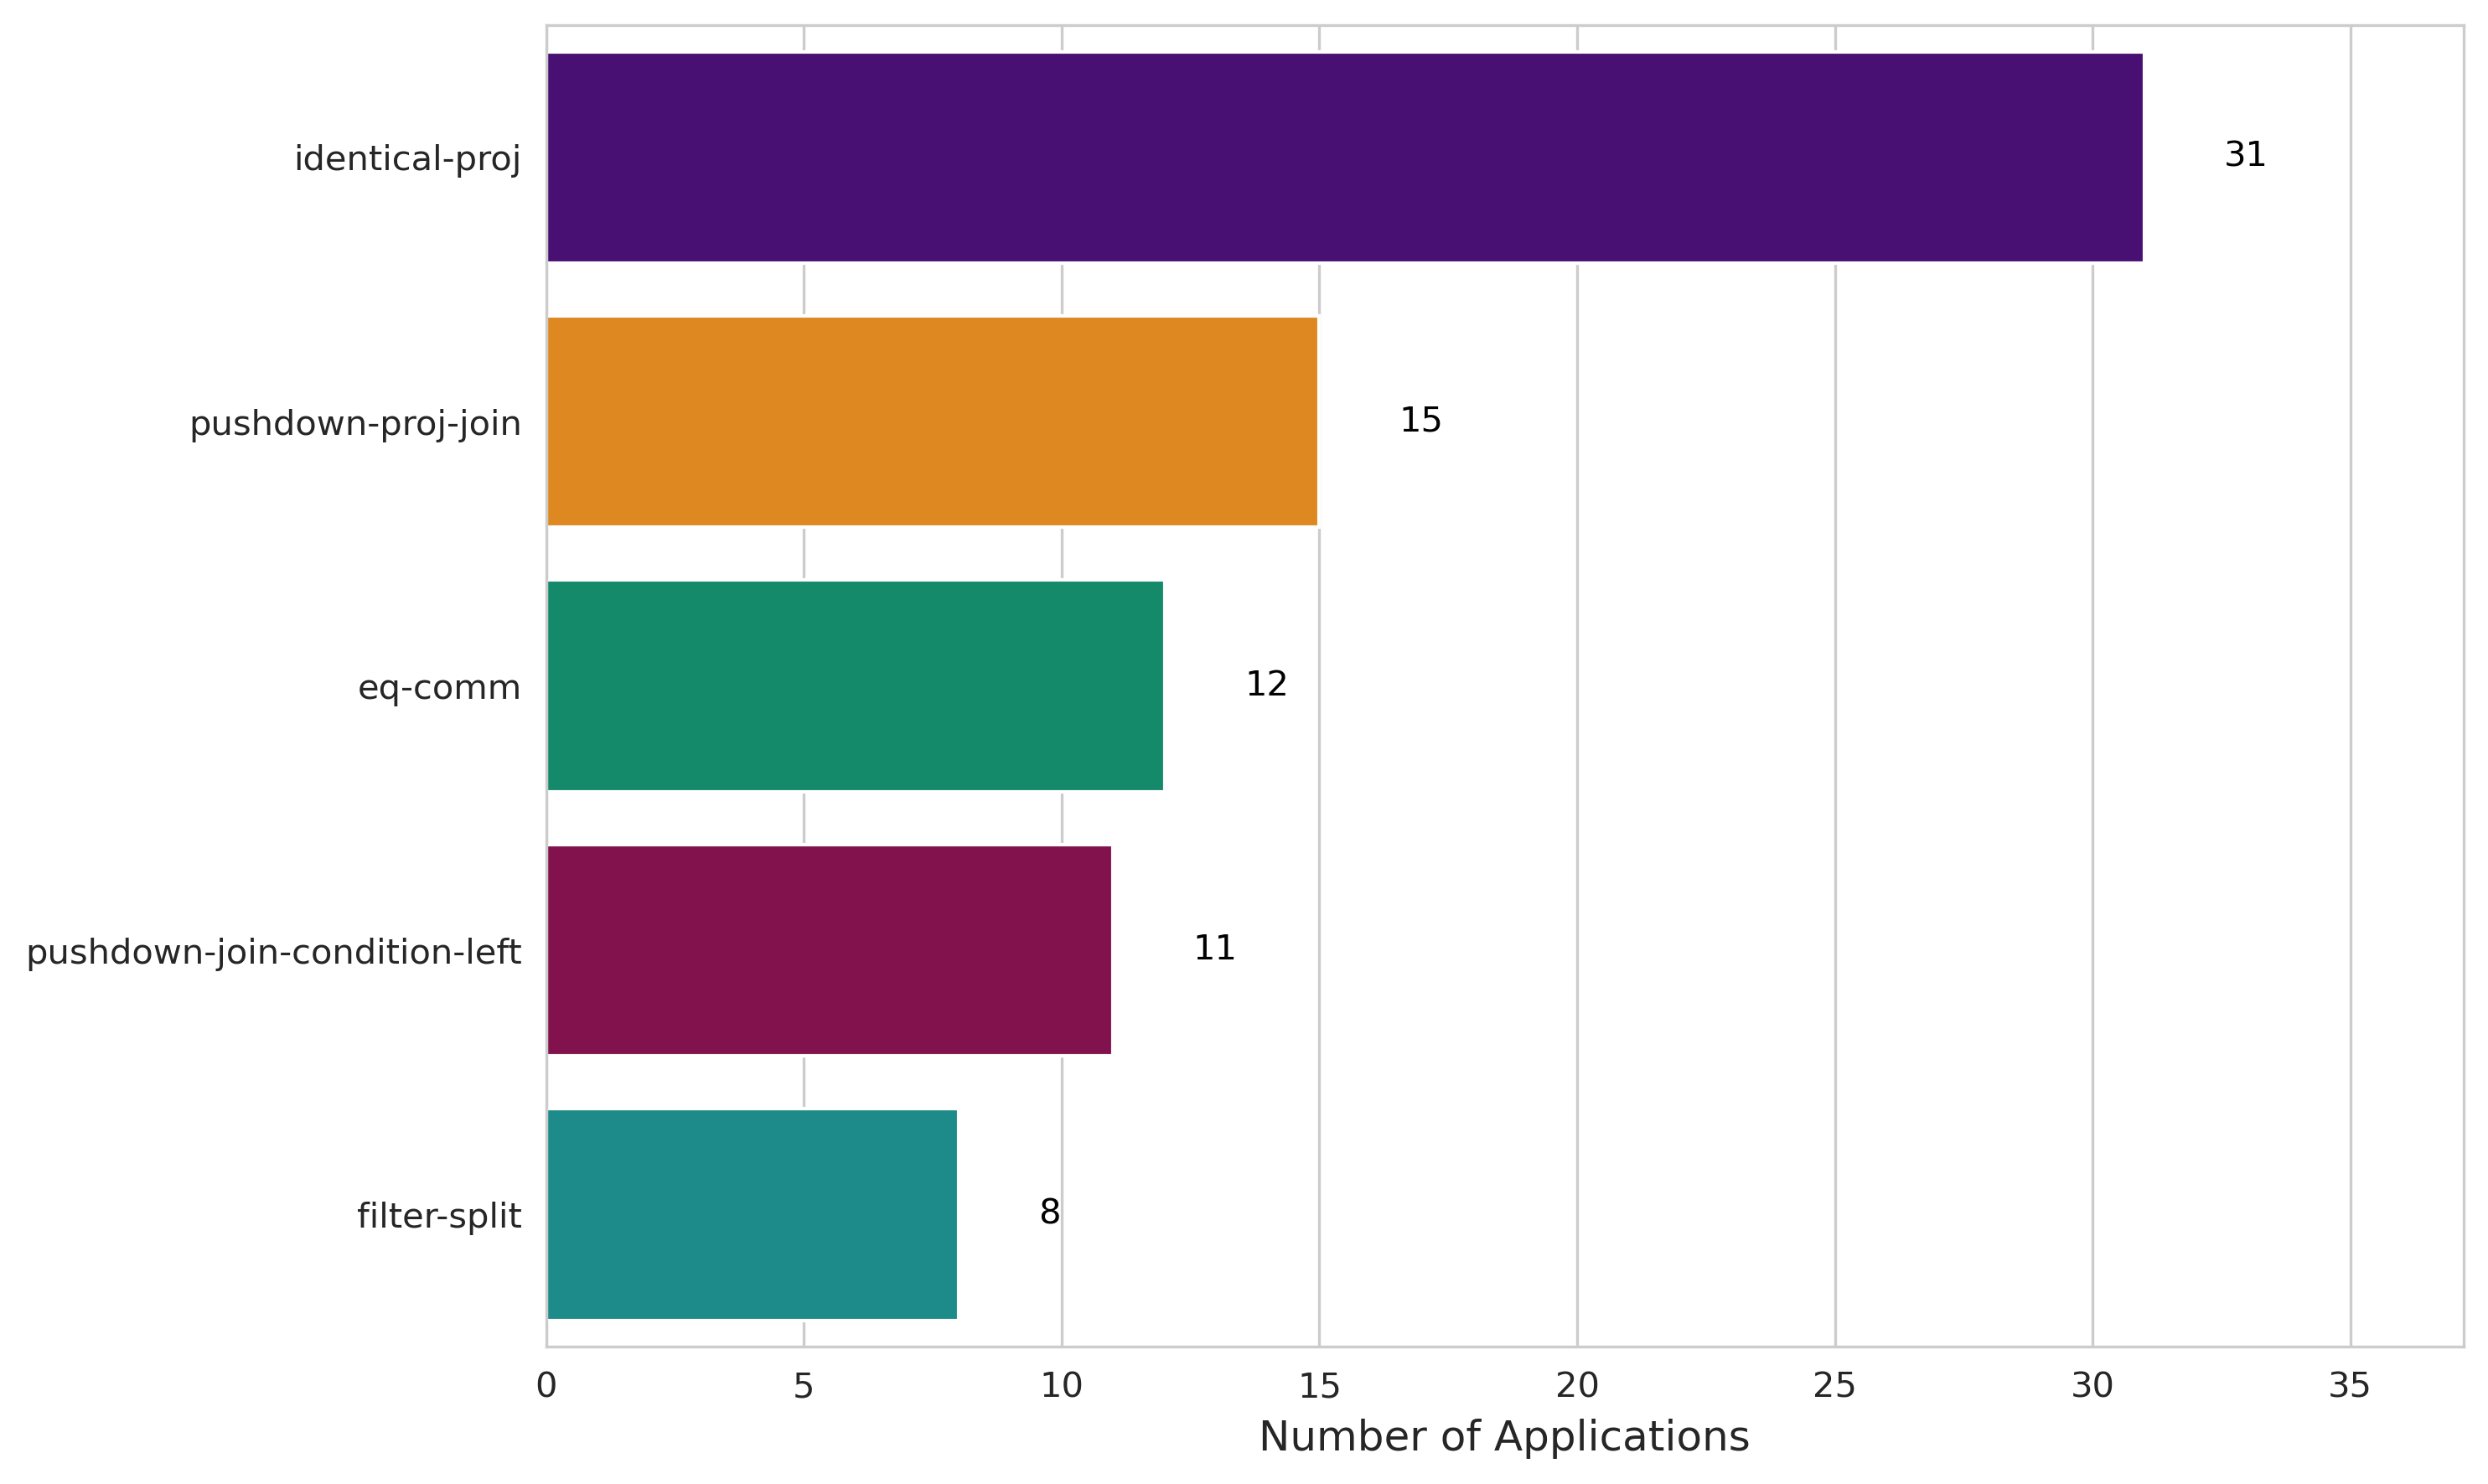 identical-proj 31
pushdown-proj-join 15
eq-comm 12
pushdown-join-condition-left 11
filter-split 8
0 5 10 15 20 25 30 35
Number of Applications